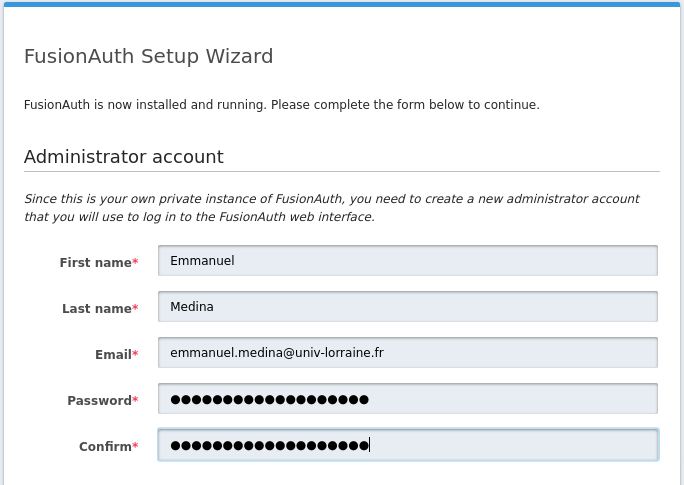 FusionAuth Setup Wizard
FusionAuth is now installed and running. Please complete the form below to continue.
Administrator account
Since this is your own private instance of FusionAuth, you need to create a new administrator account
that you will use to log in to the FusionAuth web interface.
First name* Emmanuel
Last name* Medina
Email* emmanuel.medina@univ-lorraine.fr
Password* ●●●●●●●●●●●●●●●●●●●
Confirm* ●●●●●●●●●●●●●●●●●●●